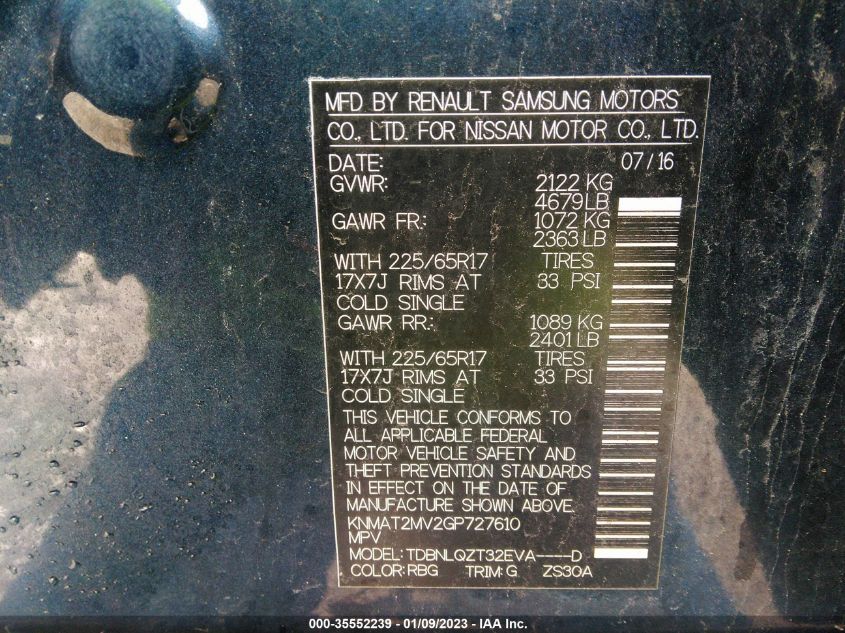 MFD BY RENAULT SAMSUNG MOTORS
CO., LTD. FOR NISSAN MOTOR CO., LTD.
DATE: 07/16
GVWR: 2122 KG
4679LB
GAWR FR.: 1072 KG
2363LB
WITH 225/65R17 TIRES
17X7J RIMS AT 33 PSI
COLD SINGLE
GAWR RR.: 1089 KG
2401LB
WITH 225/65R17 TIRES
17X7J RIMS AT 33 PSI
COLD SINGLE
THIS VEHICLE CONFORMS TO
ALL APPLICABLE FEDERAL
MOTOR VEHICLE SAFETY AND
THEFT PREVENTION STANDARDS
IN EFFECT ON THE DATE OF
MANUFACTURE SHOWN ABOVE.
KNMAT2MV2GP727610
MPV
MODEL: TDBNLQZT32EVA----D
COLOR: RBG TRIM: G ZS30A
000-35552239 - 01/09/2023 - IAA Inc.